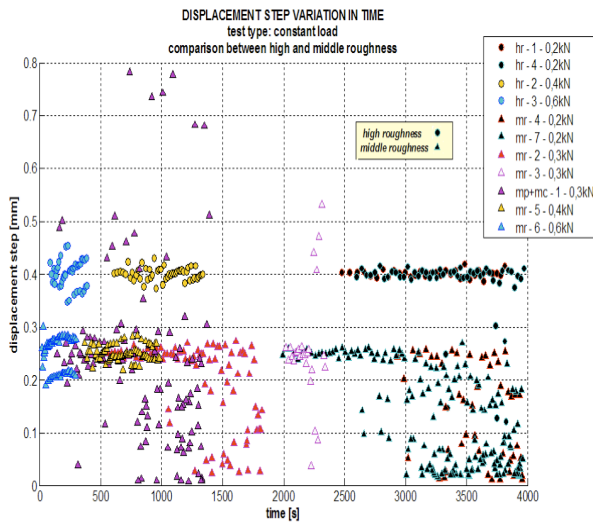 DISPLACEMENT STEP VARIATION IN TIME
test type: constant load
comparison between high and middle roughness
hr - 1 - 0,2kN
hr - 4 - 0,2kN
hr - 2 - 0,4kN
hr - 3 - 0,6kN
mr - 4 - 0,2kN
mr - 7 - 0,2kN
mr - 2 - 0,3kN
mr - 3 - 0,3kN
mp+mc - 1 - 0,3kN
mr - 5 - 0,4kN
mr - 6 - 0,6kN
high roughness
middle roughness
displacement step [mm]
0.8
0.7
0.6
0.5
0.4
0.3
0.2
0.1
0
0 500 1000 1500 2000 2500 3000 3500 4000
time [s]